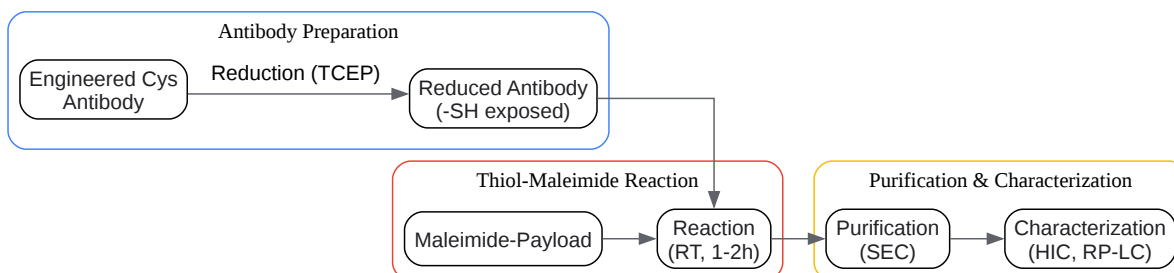 Antibody Preparation
Engineered Cys
Antibody
Reduction (TCEP)
Reduced Antibody
(-SH exposed)
Thiol-Maleimide Reaction
Maleimide-Payload
Reaction
(RT, 1-2h)
Purification & Characterization
Purification
(SEC)
Characterization
(HIC, RP-LC)